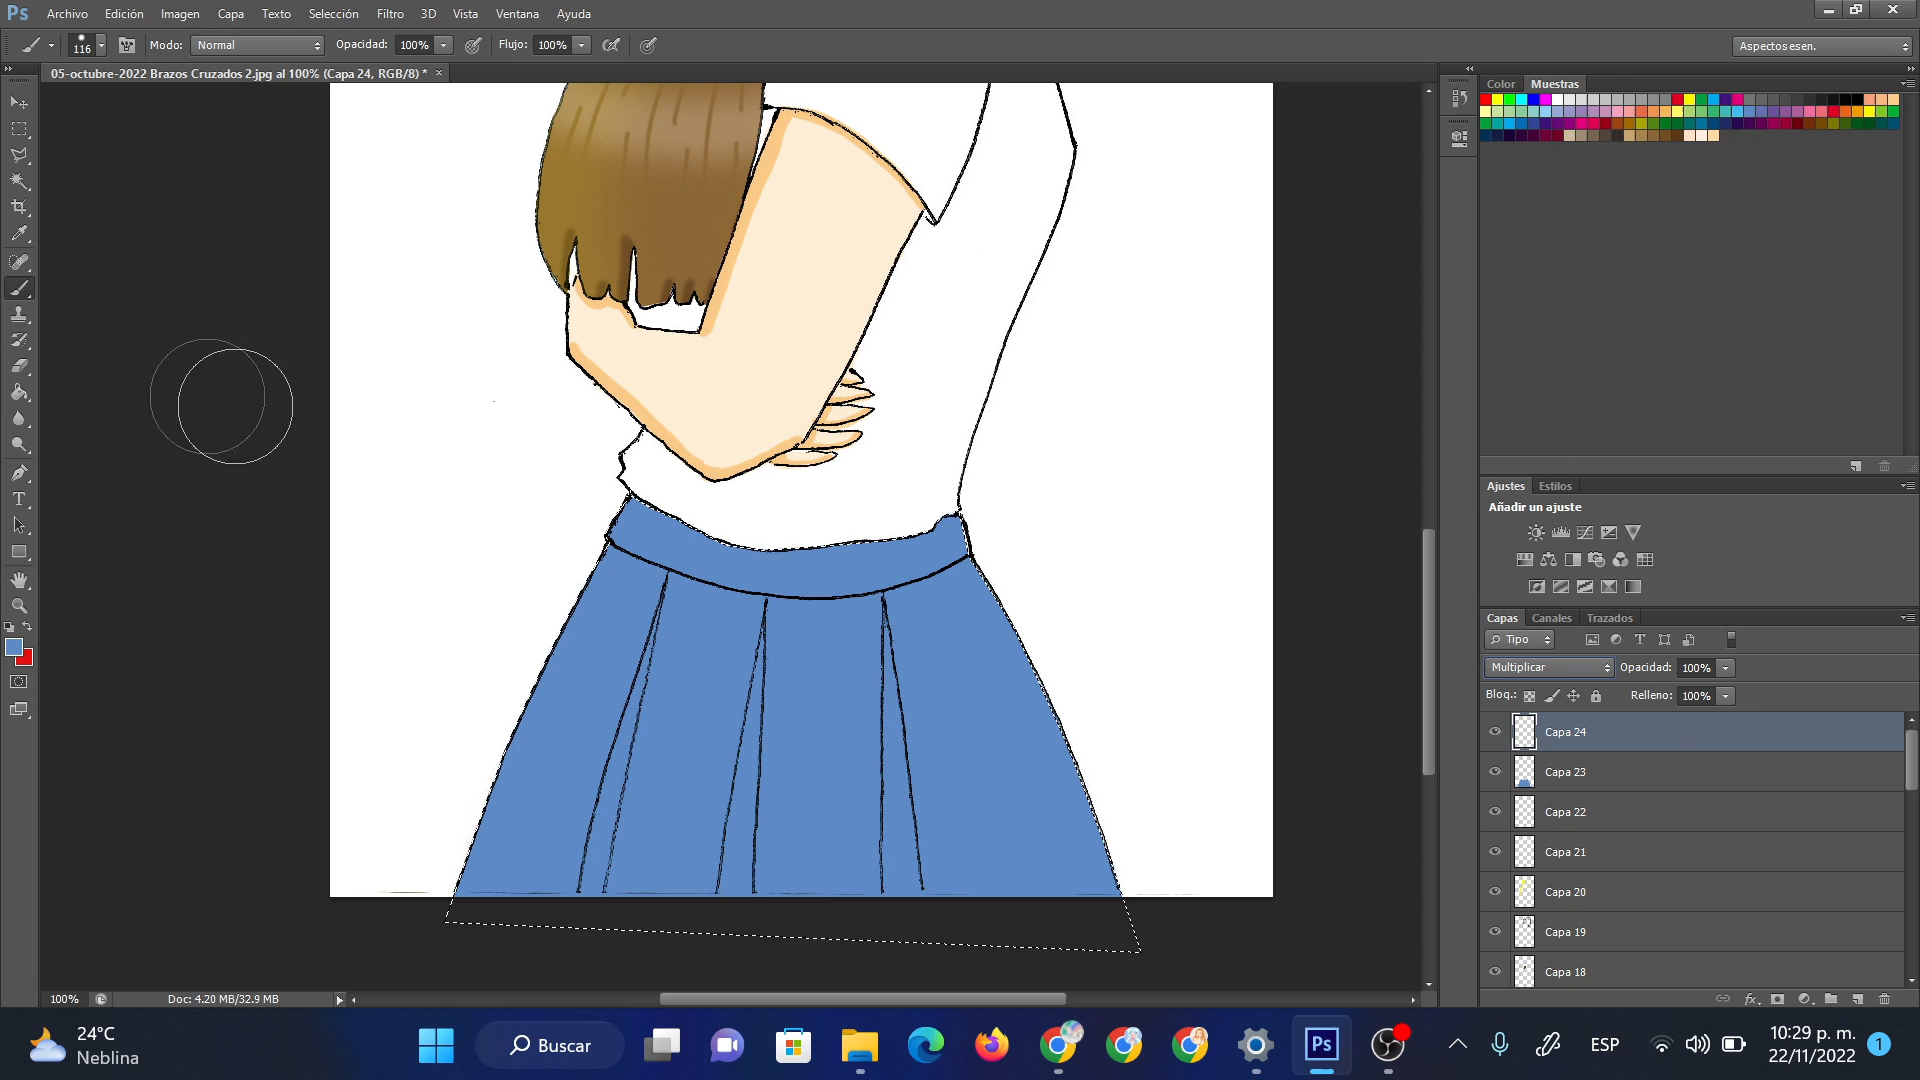 Ps Archivo Edición Imagen Capa Texto Selección Filtro 3D Vista Ventana Ayuda
116 Modo: Normal Opacidad: 100% Flujo: 100% Aspectos esen.
05-octubre-2022 Brazos Cruzados 2.jpg al 100% (Capa 24, RGB/8) *
Color Muestras
Ajustes Estilos
Añadir un ajuste
Capas Canales Trazados
Tipo
Multiplicar Opacidad: 100%
Bloq.: Relleno: 100%
Capa 24
Capa 23
Capa 22
Capa 21
Capa 20
Capa 19
Capa 18
100% Doc: 4.20 MB/32.9 MB
fx
24°C
Neblina
Buscar
Ps
ESP
10:29 p. m.
22/11/2022
1